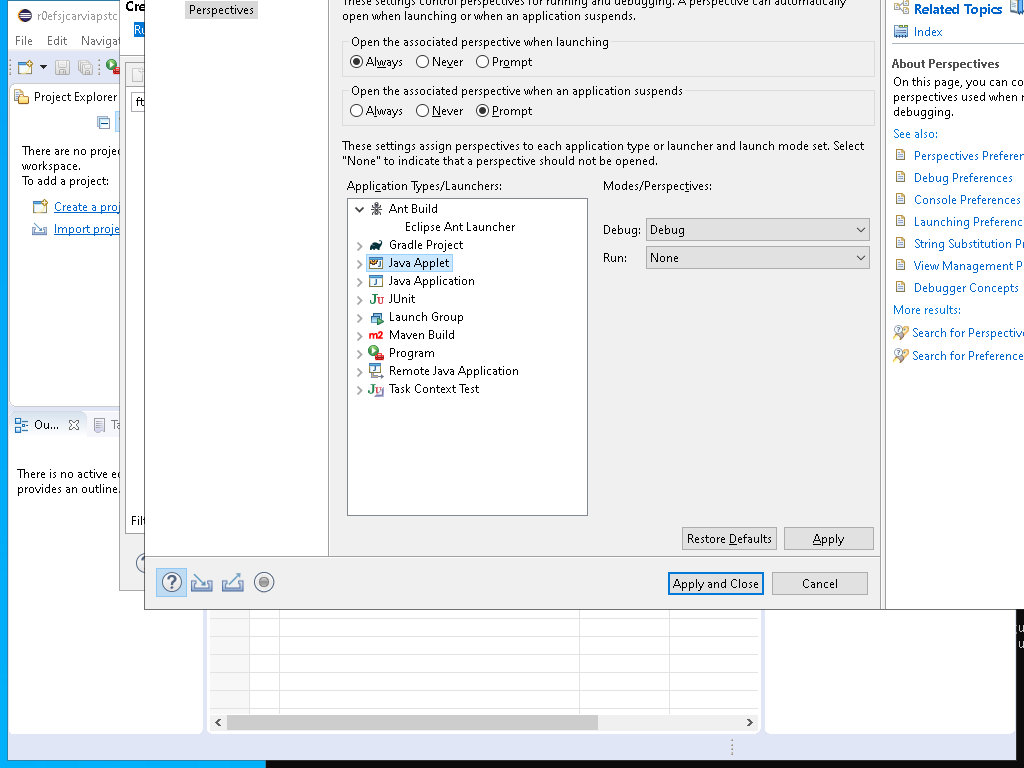 r0efsjcarviapstc
File Edit Navigat
Project Explorer
There are no proje
workspace.
To add a project:
Create a proj
Import proje
Ou...
Ta
There is no active ed
provides an outline.
Cre
Ru
ft
Filt
Perspectives
These settings control perspectives for running and debugging. A perspective can automatically
open when launching or when an application suspends.
Open the associated perspective when launching
Always Never Prompt
Open the associated perspective when an application suspends
Always Never Prompt
These settings assign perspectives to each application type or launcher and launch mode set. Select
"None" to indicate that a perspective should not be opened.
Application Types/Launchers:
Ant Build
Eclipse Ant Launcher
Gradle Project
Java Applet
Java Application
JUnit
Launch Group
Maven Build
Program
Remote Java Application
Task Context Test
Modes/Perspectives:
Debug: Debug
Run: None
Restore Defaults Apply
Apply and Close Cancel
Related Topics
Index
About Perspectives
On this page, you can co
perspectives used when r
debugging.
See also:
Perspectives Preferen
Debug Preferences
Console Preferences
Launching Preferenc
String Substitution Pr
View Management P
Debugger Concepts
More results:
Search for Perspective
Search for Preference